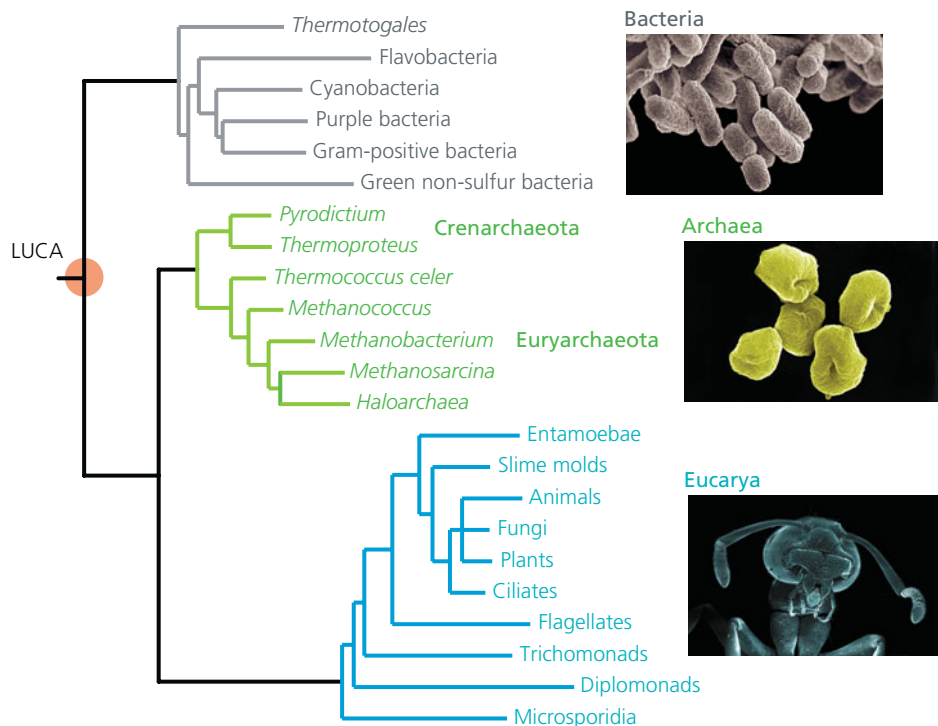 Thermotogales
Bacteria
Flavobacteria
Cyanobacteria
Purple bacteria
Gram-positive bacteria
Green non-sulfur bacteria
LUCA
Pyrodictium
Crenarchaeota
Archaea
Thermoproteus
Thermococcus celer
Methanococcus
Methanobacterium
Euryarchaeota
Methanosarcina
Haloarchaea
Entamoebae
Slime molds
Eucarya
Animals
Fungi
Plants
Ciliates
Flagellates
Trichomonads
Diplomonads
Microsporidia